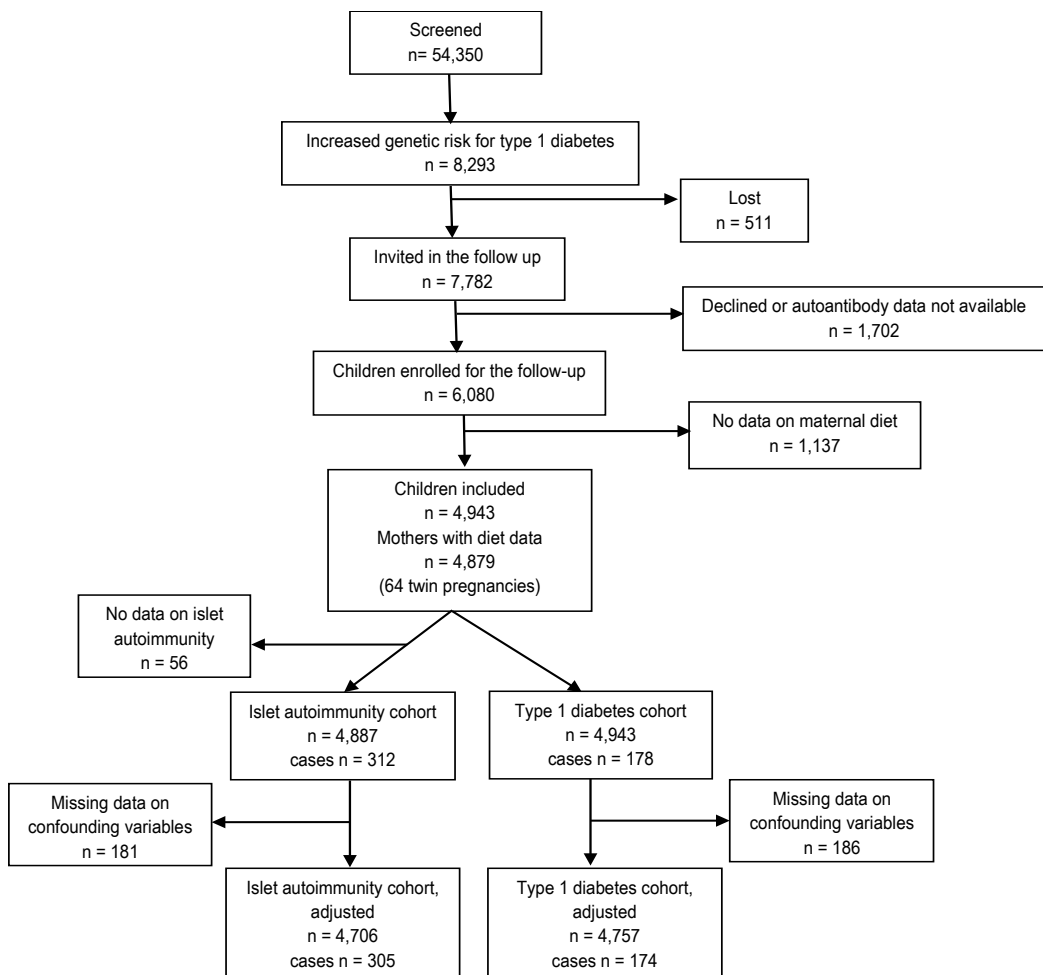 Screened
n= 54,350
Increased genetic risk for type 1 diabetes
n = 8,293
Lost
n = 511
Invited in the follow up
n = 7,782
Declined or autoantibody data not available
n = 1,702
Children enrolled for the follow-up
n = 6,080
No data on maternal diet
n = 1,137
Children included
n = 4,943
Mothers with diet data
n = 4,879
(64 twin pregnancies)
No data on islet
autoimmunity
n = 56
Islet autoimmunity cohort
n = 4,887
cases n = 312
Type 1 diabetes cohort
n = 4,943
cases n = 178
Missing data on
confounding variables
n = 181
Missing data on
confounding variables
n = 186
Islet autoimmunity cohort,
adjusted
n = 4,706
cases n = 305
Type 1 diabetes cohort,
adjusted
n = 4,757
cases n = 174